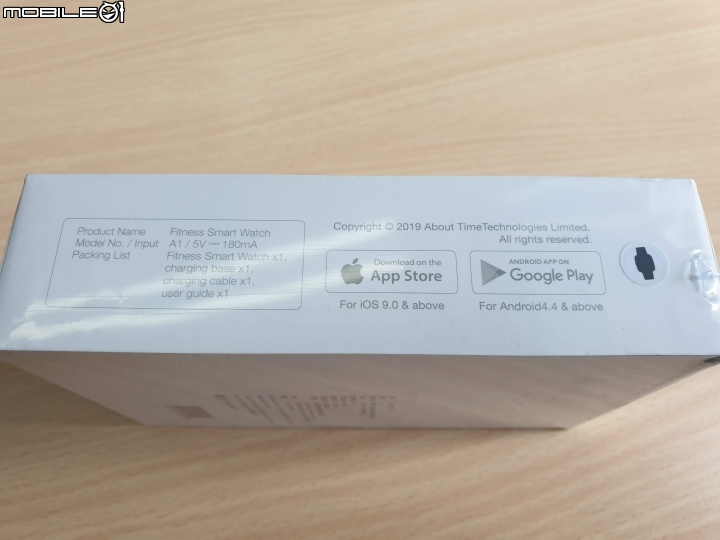 MOBILE01
Product Name Fitness Smart Watch
Model No. / Input A1 / 5V ⎓ 180mA
Packing List Fitness Smart Watch x1,
charging base x1,
charging cable x1,
user guide x1
Copyright © 2019 About TimeTechnologies Limited.
All rights reserved.
Download on the
App Store
For iOS 9.0 & above
ANDROID APP ON
Google Play
For Android4.4 & above